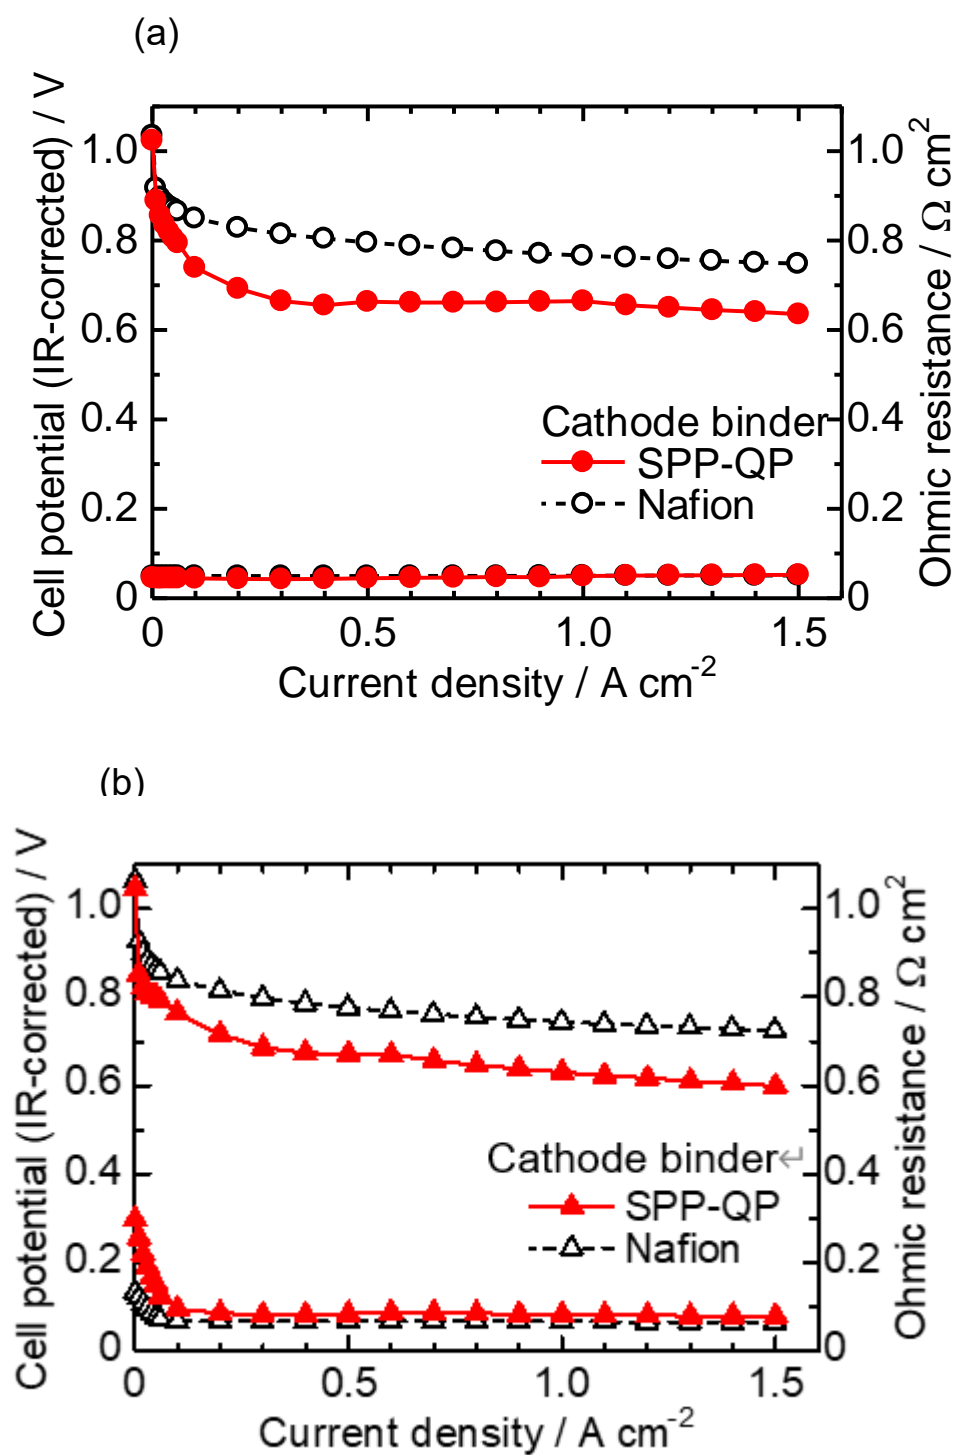 (a)
Cell potential (IR-corrected) / V
Ohmic resistance / Ω cm2
1.0
0.8
0.6
0.4
0.2
0
1.0
0.8
0.6
0.4
0.2
0
Cathode binder
SPP-QP
Nafion
0 0.5 1.0 1.5
Current density / A cm-2
(b)
Cell potential (IR-corrected) / V
Ohmic resistance / Ω cm2
1.0
0.8
0.6
0.4
0.2
0
1.0
0.8
0.6
0.4
0.2
0
Cathode binder↵
SPP-QP
Nafion
0 0.5 1.0 1.5
Current density / A cm-2